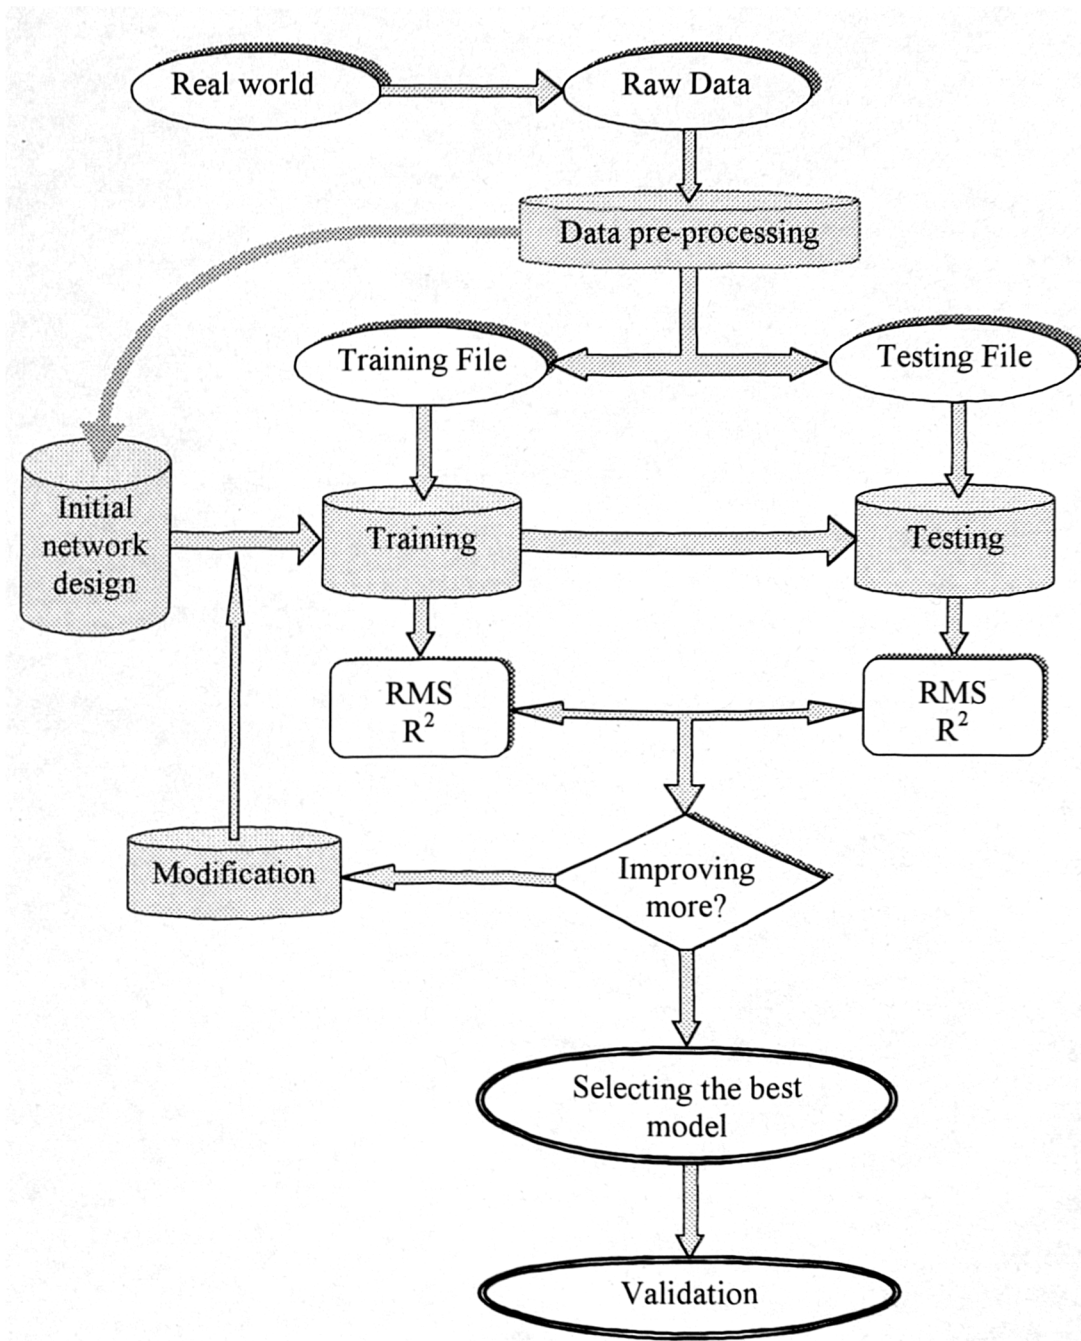 Real world
Raw Data
Data pre-processing
Training File
Testing File
Initial
network
design
Training
Testing
RMS
R²
RMS
R²
Modification
Improving
more?
Selecting the best
model
Validation